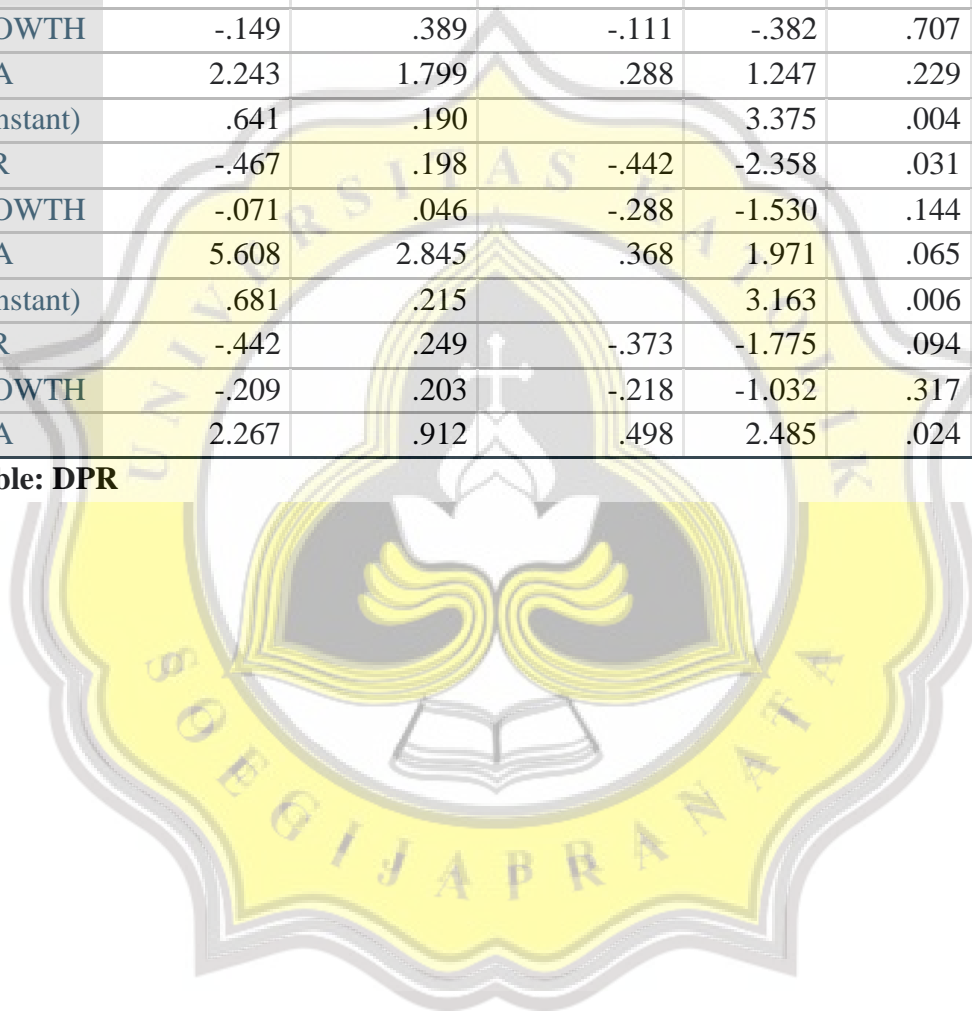 OWTH -.149 .389 -.111 -.382 .707
A 2.243 1.799 .288 1.247 .229
nstant) .641 .190 3.375 .004
R -.467 .198 -.442 -2.358 .031
OWTH -.071 .046 -.288 -1.530 .144
A 5.608 2.845 .368 1.971 .065
nstant) .681 .215 3.163 .006
R -.442 .249 -.373 -1.775 .094
OWTH -.209 .203 -.218 -1.032 .317
A 2.267 .912 .498 2.485 .024
ble: DPR
UNIVERSITAS KATOLIK
SOEGIJAPRANATA